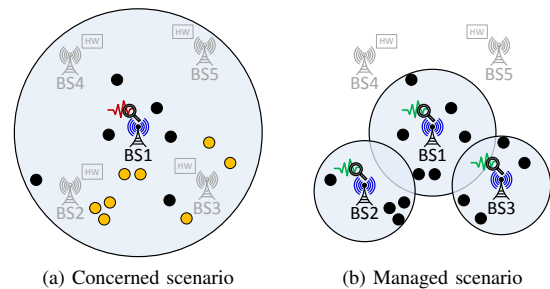 HW
BS4
HW
BS5
BS1
HW
BS2
HW
BS3
(a) Concerned scenario
HW
BS4
HW
BS5
BS1
BS2
BS3
(b) Managed scenario